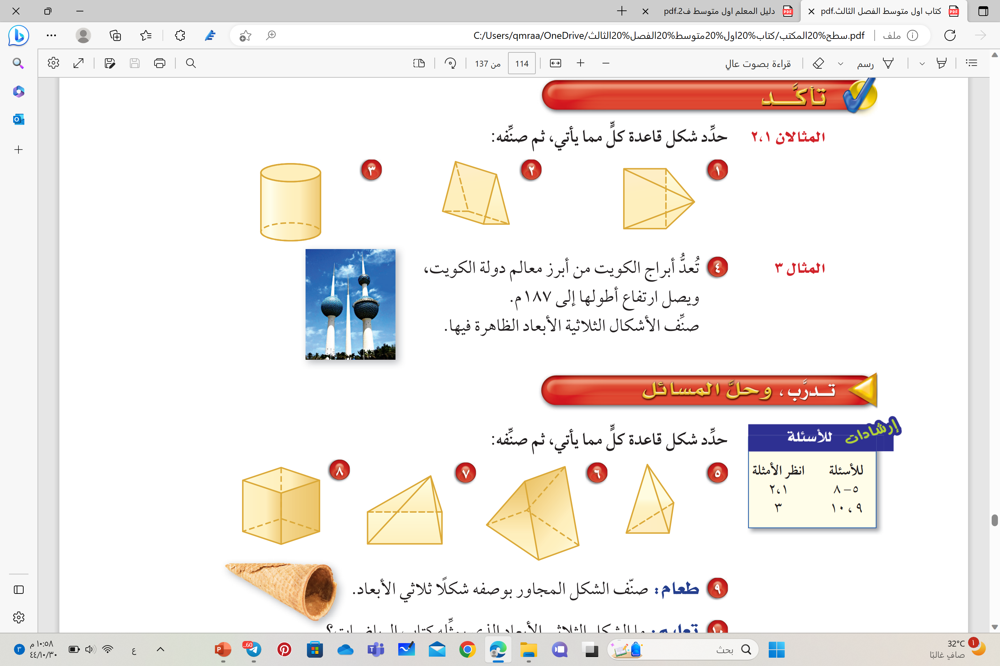 كتاب اول متوسط الفصل الثالث.pdf
دليل المعلم اول متوسط ف2.pdf
ملف
C:/Users/qmraa/OneDrive/سطح%20المكتب/كتاب%20اول%20متوسط%20الفصل%20الثالث.pdf
رسم
قراءة بصوت عالٍ
114
من 137
تأكَّد
المثالان ١، ٢
حدِّد شكل قاعدة كلٍّ مما يأتي، ثم صنِّفه:
١
٢
٣
المثال ٣
٤ تُعدُّ أبراج الكويت من أبرز معالم دولة الكويت،
ويصل ارتفاع أطولها إلى ١٨٧م.
صنِّف الأشكال الثلاثية الأبعاد الظاهرة فيها.
تـدرَّب، وحلَّ المسائل
إرشادات للأسئلة
للأسئلة انظر الأمثلة
٥ – ٨ ١، ٢
٩، ١٠ ٣
حدِّد شكل قاعدة كلٍّ مما يأتي، ثم صنِّفه:
٥
٦
٧
٨
٩ طعام: صنّف الشكل المجاور بوصفه شكلًا ثلاثي الأبعاد.
32°C
صافٍ غالبًا
١
بحث
60..
ع
١٠:٥٨ م
٤٤/١٠/٣٠
٣